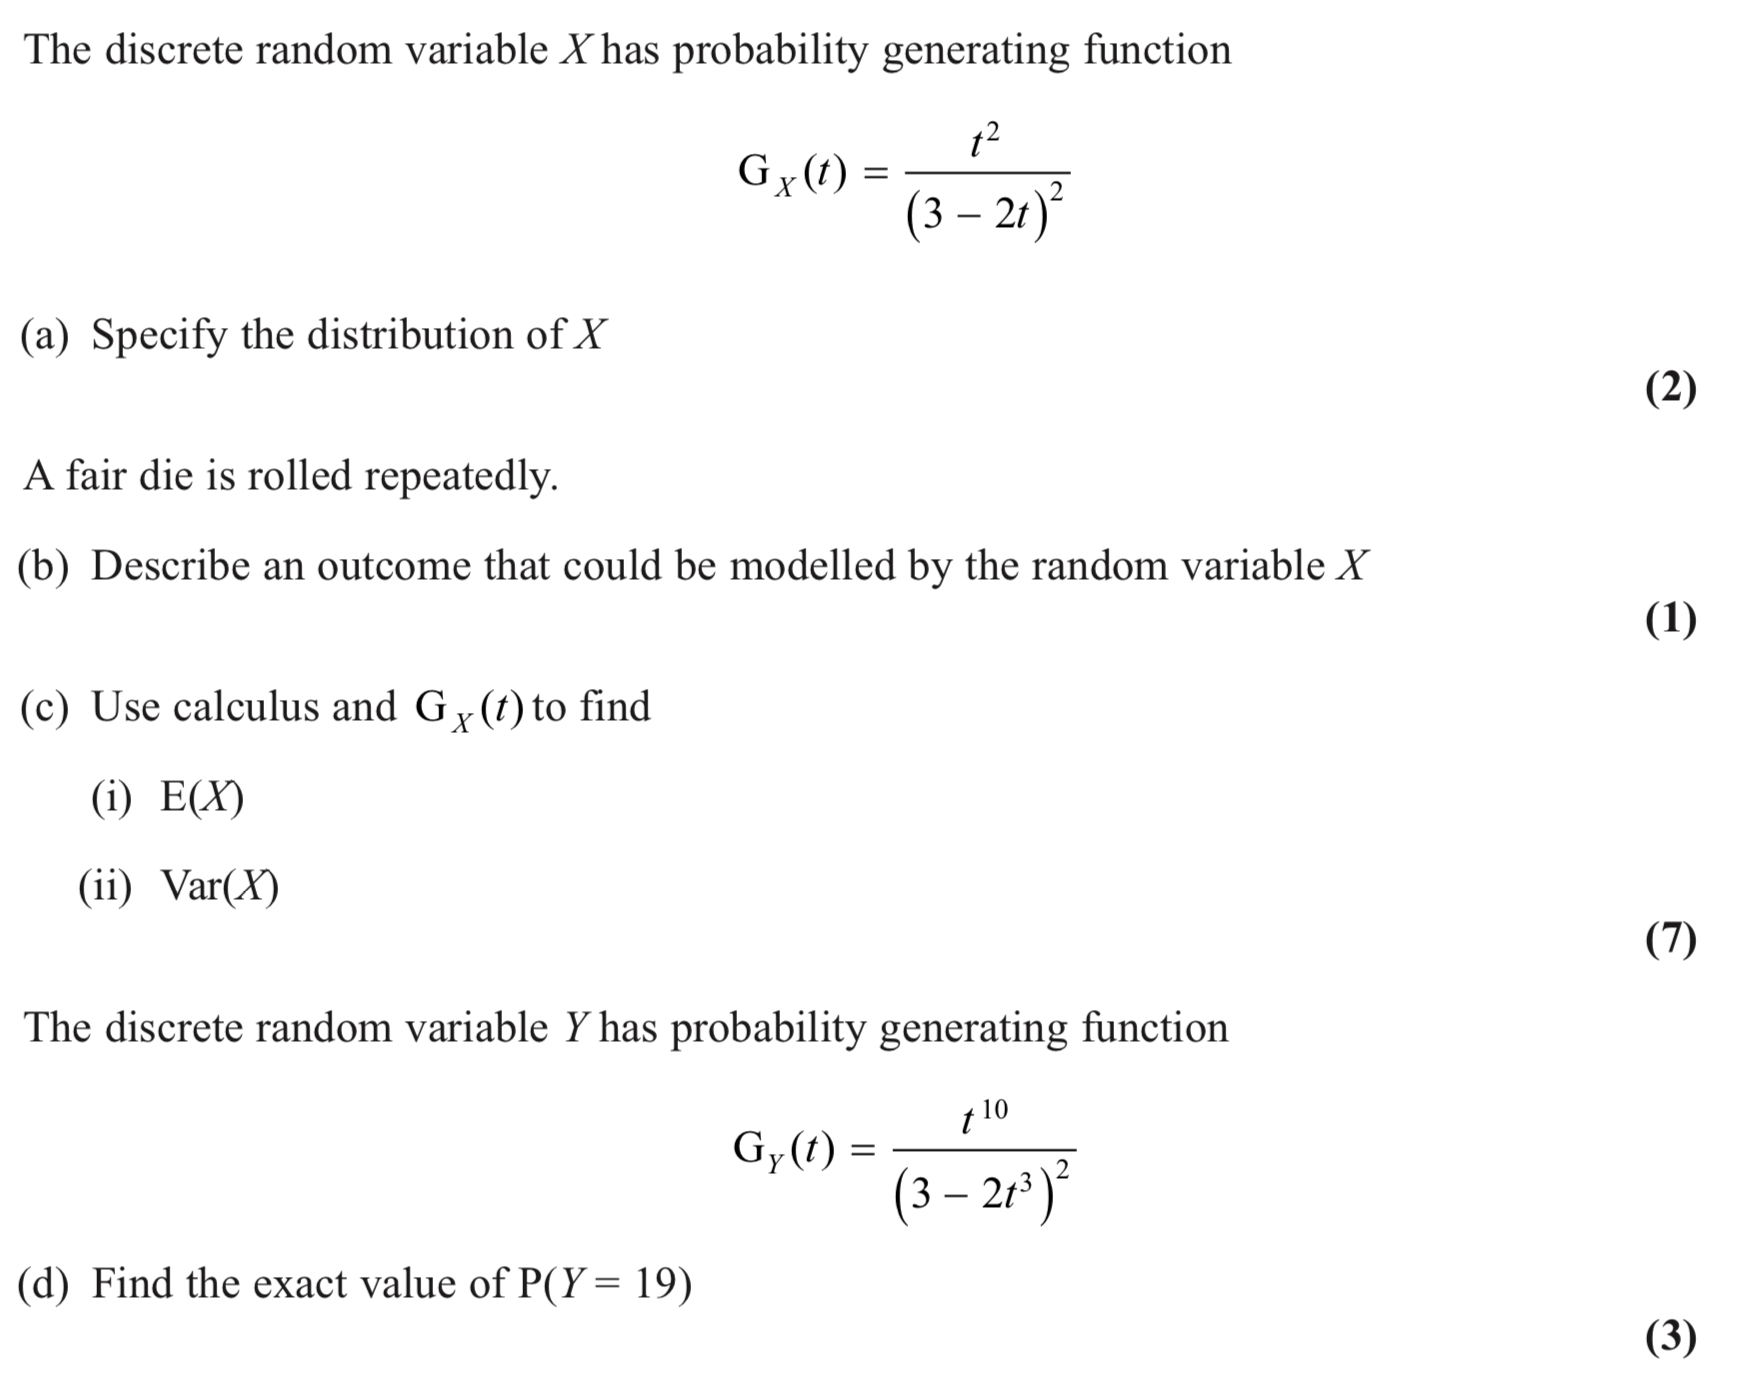 The discrete random variable X has probability generating function
G_X(t) = t^2 / (3 – 2t)^2
(a) Specify the distribution of X
(2)
A fair die is rolled repeatedly.
(b) Describe an outcome that could be modelled by the random variable X
(1)
(c) Use calculus and G_X(t) to find
(i) E(X)
(ii) Var(X)
(7)
The discrete random variable Y has probability generating function
G_Y(t) = t^10 / (3 – 2t^3)^2
(d) Find the exact value of P(Y = 19)
(3)